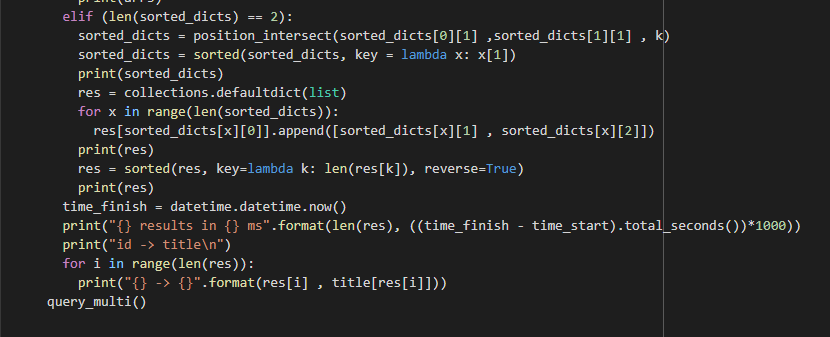 print(arrs)
elif (len(sorted_dicts) == 2):
sorted_dicts = position_intersect(sorted_dicts[0][1] ,sorted_dicts[1][1] , k)
sorted_dicts = sorted(sorted_dicts, key = lambda x: x[1])
print(sorted_dicts)
res = collections.defaultdict(list)
for x in range(len(sorted_dicts)):
res[sorted_dicts[x][0]].append([sorted_dicts[x][1] , sorted_dicts[x][2]])
print(res)
res = sorted(res, key=lambda k: len(res[k]), reverse=True)
print(res)
time_finish = datetime.datetime.now()
print("{} results in {} ms".format(len(res), ((time_finish - time_start).total_seconds())*1000))
print("id -> title\n")
for i in range(len(res)):
print("{} -> {}".format(res[i] , title[res[i]]))
query_multi()